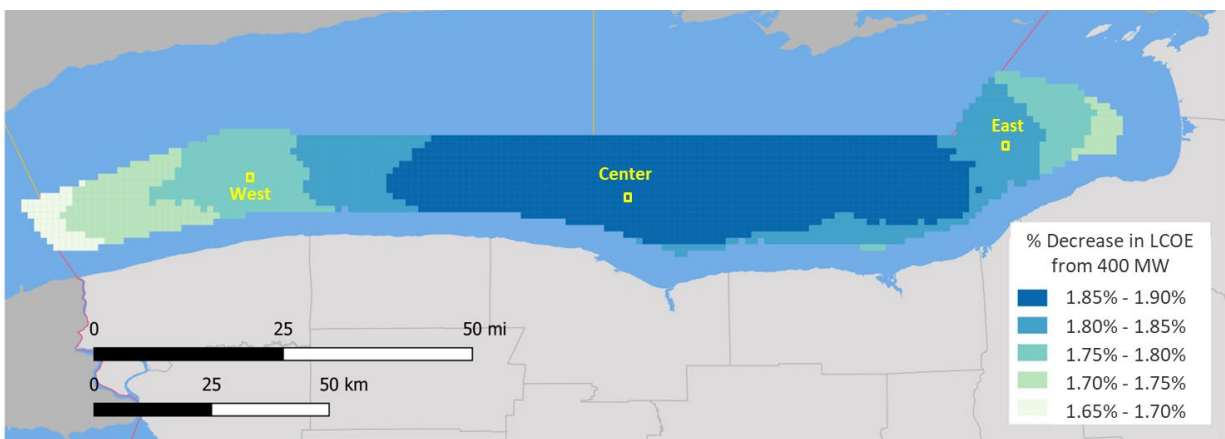 East
Center
West
% Decrease in LCOE
from 400 MW
1.85% - 1.90%
1.80% - 1.85%
1.75% - 1.80%
1.70% - 1.75%
1.65% - 1.70%
0 25 50 mi
0 25 50 km